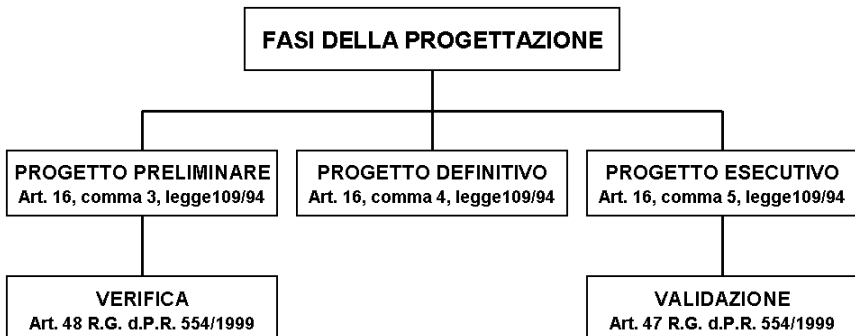 FASI DELLA PROGETTAZIONE
PROGETTO PRELIMINARE
Art. 16, comma 3, legge109/94
PROGETTO DEFINITIVO
Art. 16, comma 4, legge109/94
PROGETTO ESECUTIVO
Art. 16, comma 5, legge109/94
VERIFICA
Art. 48 R.G. d.P.R. 554/1999
VALIDAZIONE
Art. 47 R.G. d.P.R. 554/1999